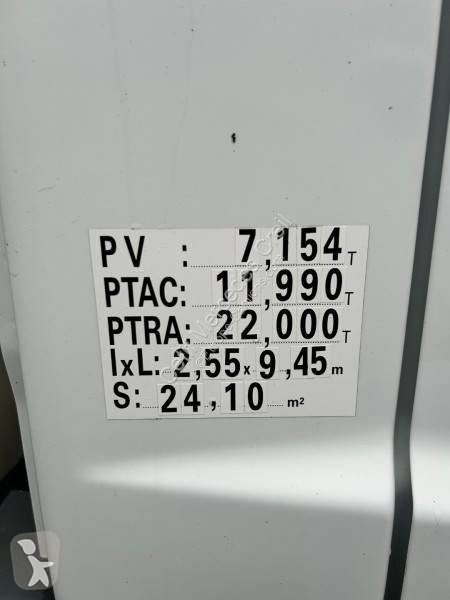 PV : 7,154 T
PTAC: 11,990 T
PTRA: 22,000 T
lxL: 2,55 x 9,45 m
S: 24,10 m²